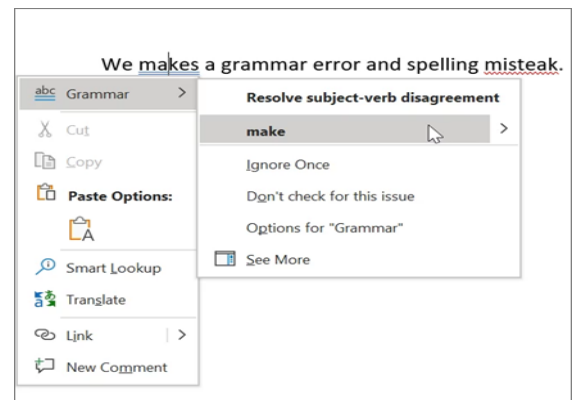 We makes a grammar error and spelling misteak.
abc Grammar >
Resolve subject-verb disagreement
make >
Cut
Copy
Ignore Once
Paste Options:
Don't check for this issue
A
Options for "Grammar"
Smart Lookup
See More
Translate
Link >
New Comment